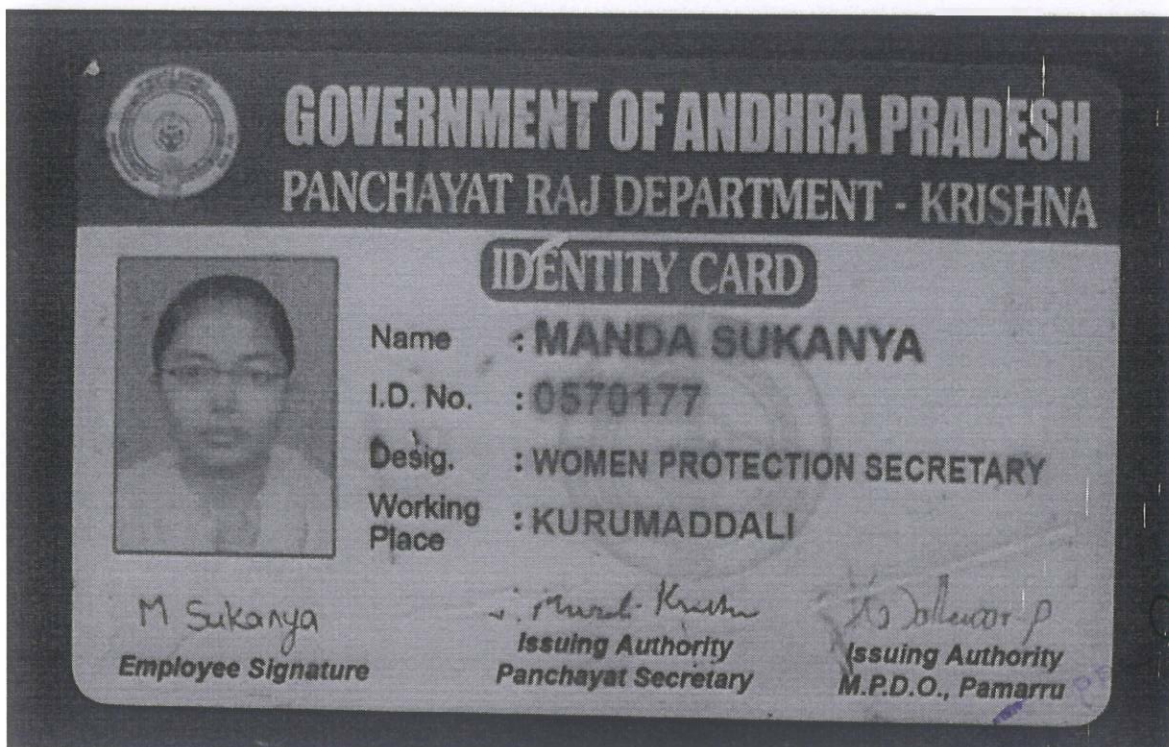 GOVERNMENT OF ANDHRA PRADESH
PANCHAYAT RAJ DEPARTMENT - KRISHNA
IDENTITY CARD
Name : MANDA SUKANYA
I.D. No. : 0570177
Desig. : WOMEN PROTECTION SECRETARY
Working Place : KURUMADDALI
M Sukanya
Employee Signature
Issuing Authority
Panchayat Secretary
Issuing Authority
M.P.D.O., Pamarru